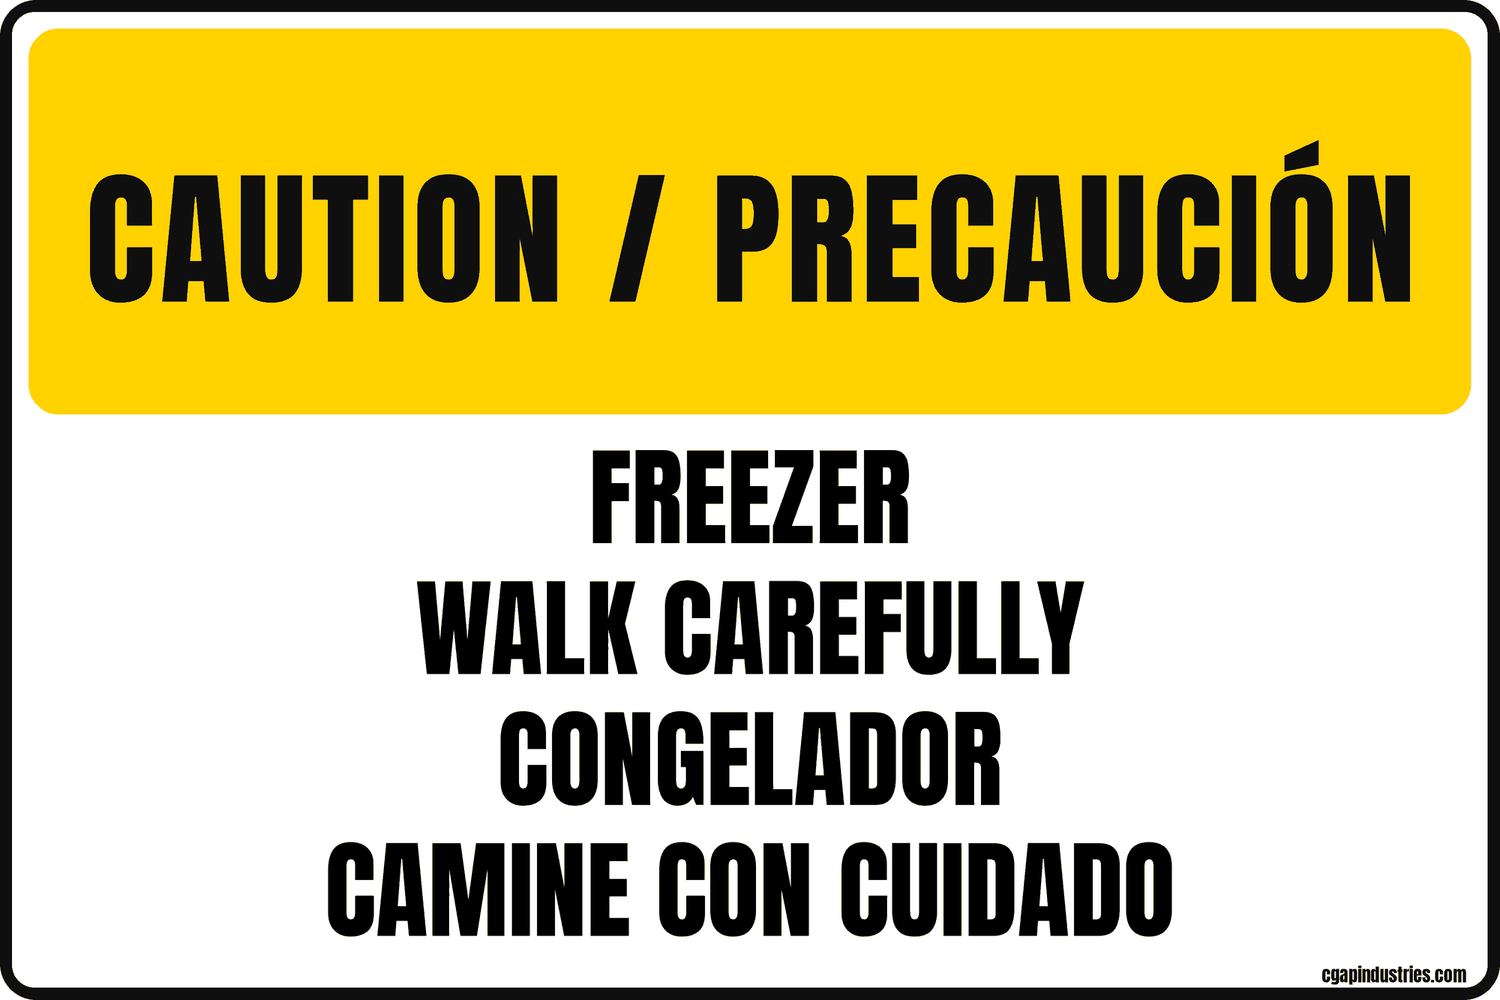 CAUTION / PRECAUCIÓN
FREEZER
WALK CAREFULLY
CONGELADOR
CAMINE CON CUIDADO
cgapindustries.com